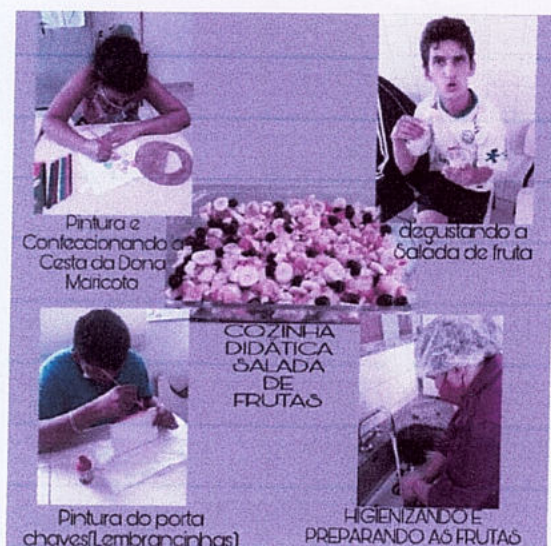 Pintura e
Confeccionando a
Cesta da Dona
Maricota
degustando a
Salada de fruta
COZINHA
DIDÁTICA
SALADA
DE
FRUTAS
Pintura do porta
chaves(Lembrancinhas)
HIGIENIZANDO E
PREPARANDO AS FRUTAS